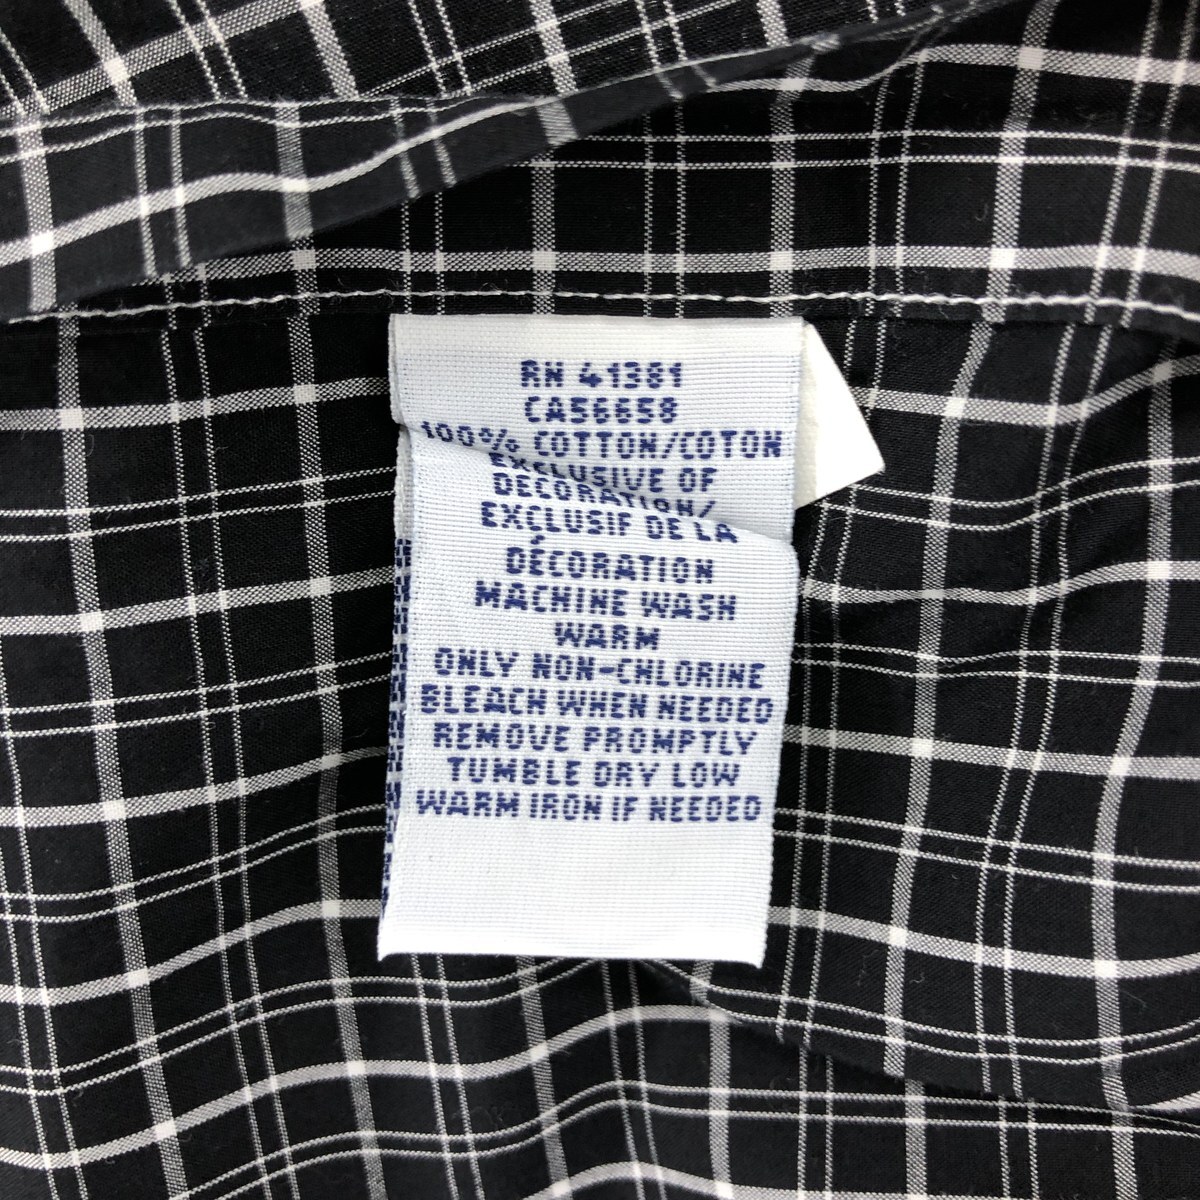 RN 41381
CA56658
100% COTTON/COTON
EXCLUSIVE OF
DECORATION/
EXCLUSIF DE LA
DÉCORATION
MACHINE WASH
WARM
ONLY NON-CHLORINE
BLEACH WHEN NEEDED
REMOVE PROMPTLY
TUMBLE DRY LOW
WARM IRON IF NEEDED